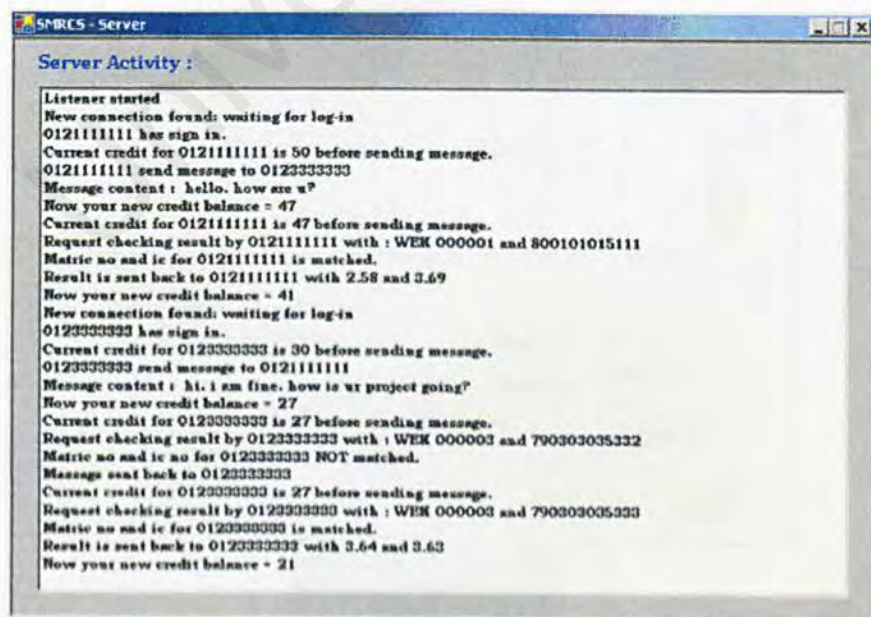 SMRCS - Server
Server Activity :
Listener started
New connection found: waiting for log-in
0121111111 has sign in.
Current credit for 0121111111 is 50 before sending message.
0121111111 send message to 0123333333
Message content : hello. how are u?
Now your new credit balance = 47
Current credit for 0121111111 is 47 before sending message.
Request checking result by 0121111111 with : WEK 000001 and 800101015111
Matric no and ic for 0121111111 is matched.
Result is sent back to 0121111111 with 2.58 and 3.69
Now your new credit balance = 41
New connection found: waiting for log-in
0123333333 has sign in.
Current credit for 0123333333 is 30 before sending message.
0123333333 send message to 0121111111
Message content : hi. i am fine. how is ur project going?
Now your new credit balance = 27
Current credit for 0123333333 is 27 before sending message.
Request checking result by 0123333333 with : WEK 000003 and 790303035332
Matric no and ic no for 0123333333 NOT matched.
Message sent back to 0123333333
Current credit for 0123333333 is 27 before sending message.
Request checking result by 0123333333 with : WEK 000003 and 790303035333
Matric no and ic for 0123333333 is matched.
Result is sent back to 0123333333 with 3.64 and 3.63
Now your new credit balance = 21